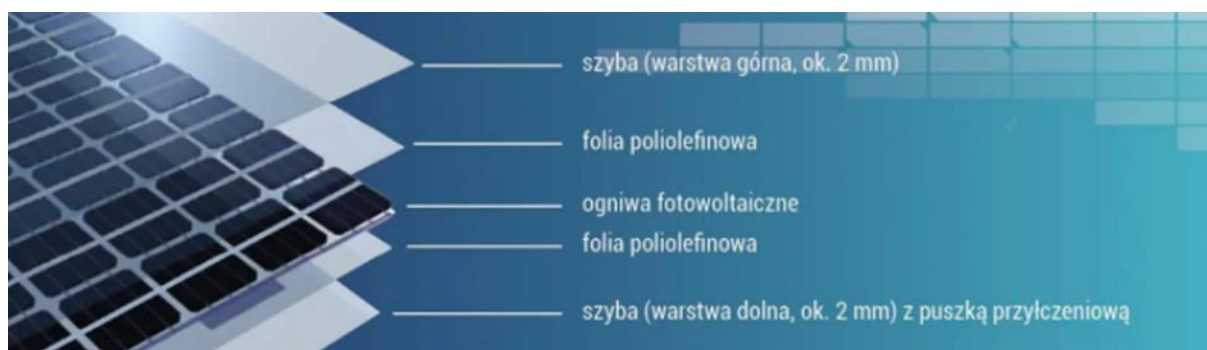 szyba (warstwa górna, ok. 2 mm)
folia poliolefinowa
ogniwa fotowoltaiczne
folia poliolefinowa
szyba (warstwa dolna, ok. 2 mm) z puszką przyłczeniową